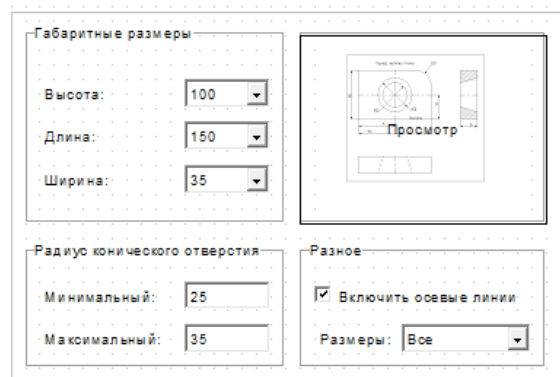 Габаритные размеры
Высота: 100
Длина: 150
Ширина: 35
Просмотр
Радиус конического отверстия
Минимальный: 25
Максимальный: 35
Разное
Включить осевые линии
Размеры: Все